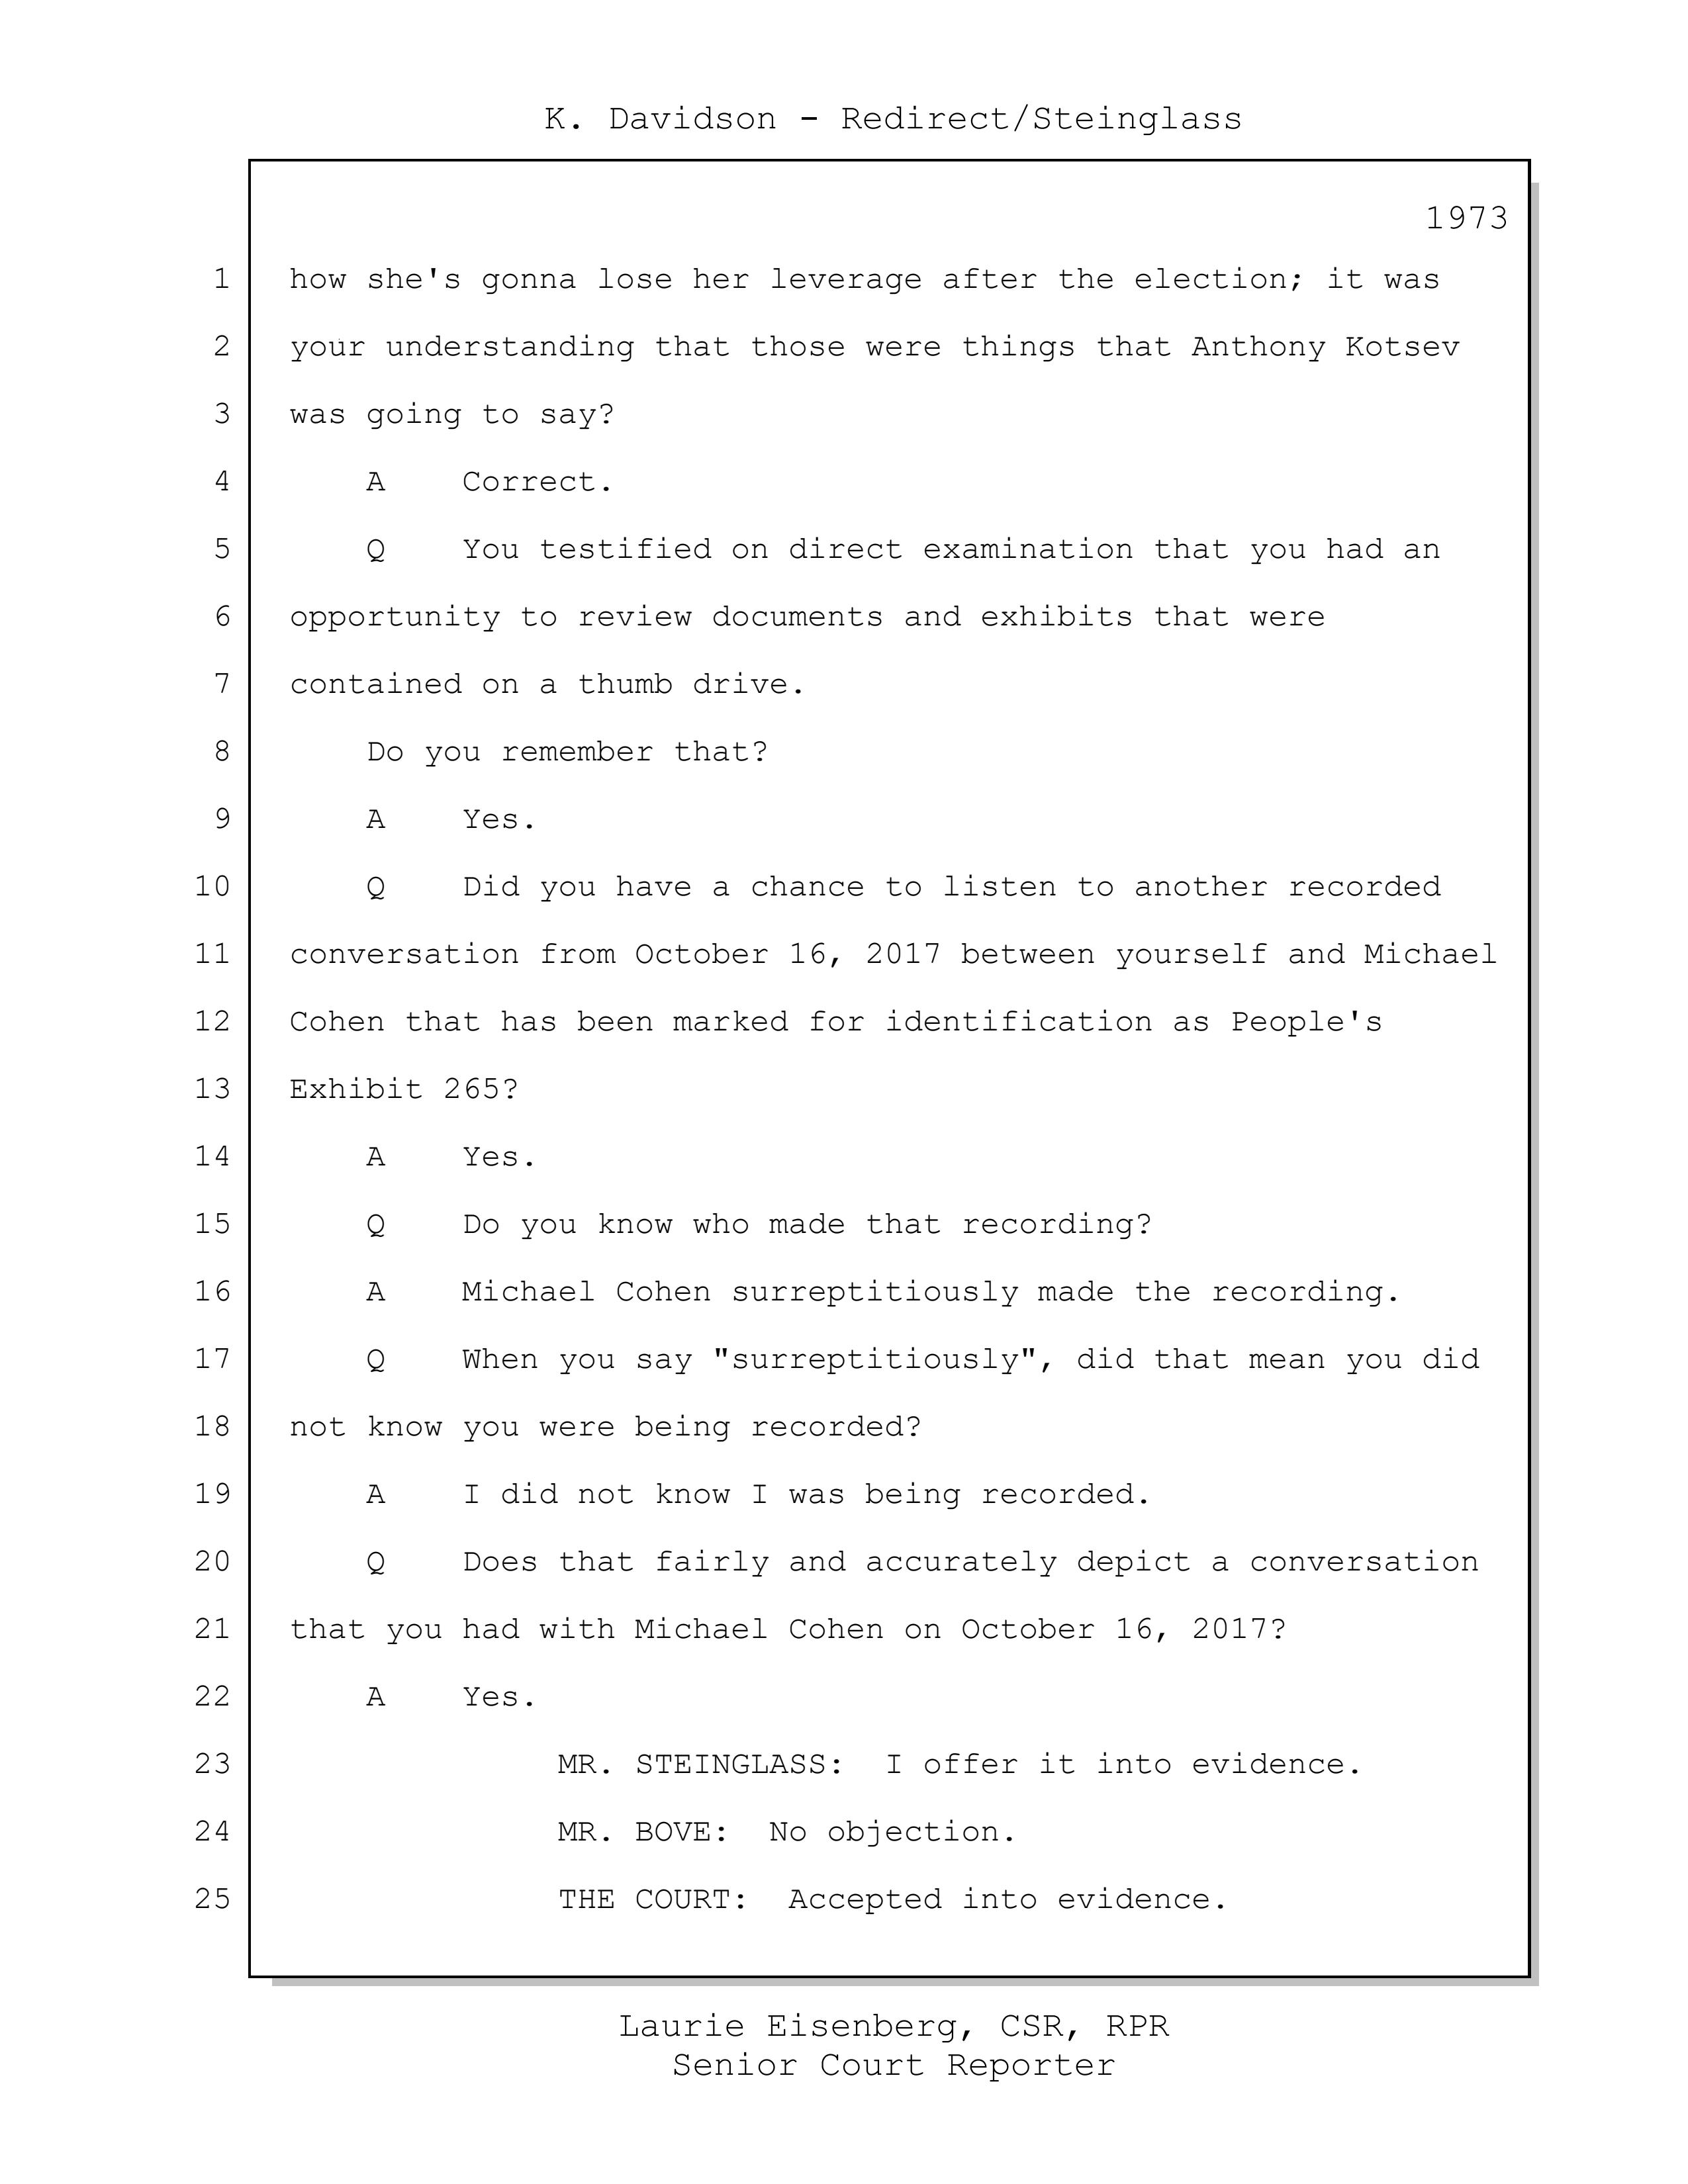 K. Davidson - Redirect/Steinglass
1973
1 how she's gonna lose her leverage after the election; it was
2 your understanding that those were things that Anthony Kotsev
3 was going to say?
4 A Correct.
5 Q You testified on direct examination that you had an
6 opportunity to review documents and exhibits that were
7 contained on a thumb drive.
8 Do you remember that?
9 A Yes.
10 Q Did you have a chance to listen to another recorded
11 conversation from October 16, 2017 between yourself and Michael
12 Cohen that has been marked for identification as People's
13 Exhibit 265?
14 A Yes.
15 Q Do you know who made that recording?
16 A Michael Cohen surreptitiously made the recording.
17 Q When you say "surreptitiously", did that mean you did
18 not know you were being recorded?
19 A I did not know I was being recorded.
20 Q Does that fairly and accurately depict a conversation
21 that you had with Michael Cohen on October 16, 2017?
22 A Yes.
23 MR. STEINGLASS: I offer it into evidence.
24 MR. BOVE: No objection.
25 THE COURT: Accepted into evidence.
Laurie Eisenberg, CSR, RPR
Senior Court Reporter